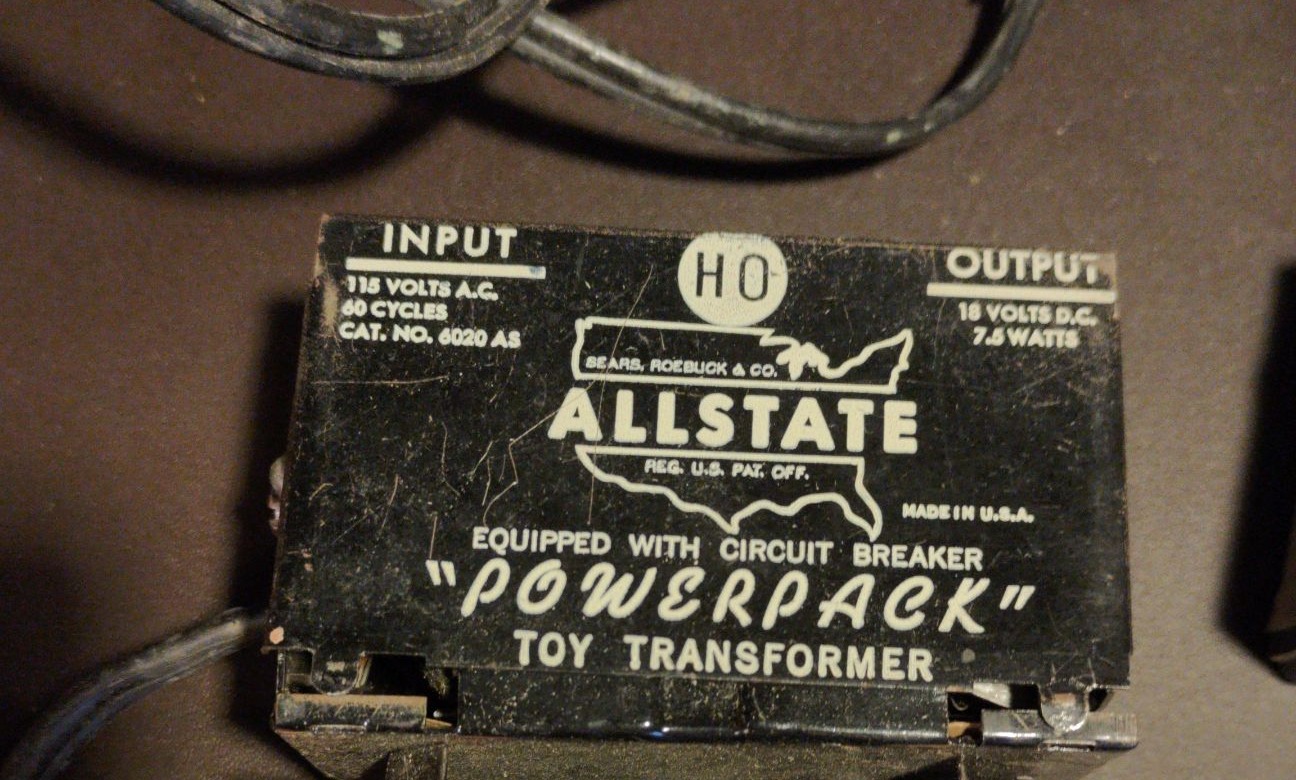 HO
INPUT
115 VOLTS A.C.
60 CYCLES
CAT. NO. 6020 AS
OUTPUT
18 VOLTS D.C.
7.5 WATTS
SEARS, ROEBUCK & CO.
ALLSTATE
REG. U.S. PAT. OFF.
MADE IN U.S.A.
EQUIPPED WITH CIRCUIT BREAKER
"POWERPACK"
TOY TRANSFORMER